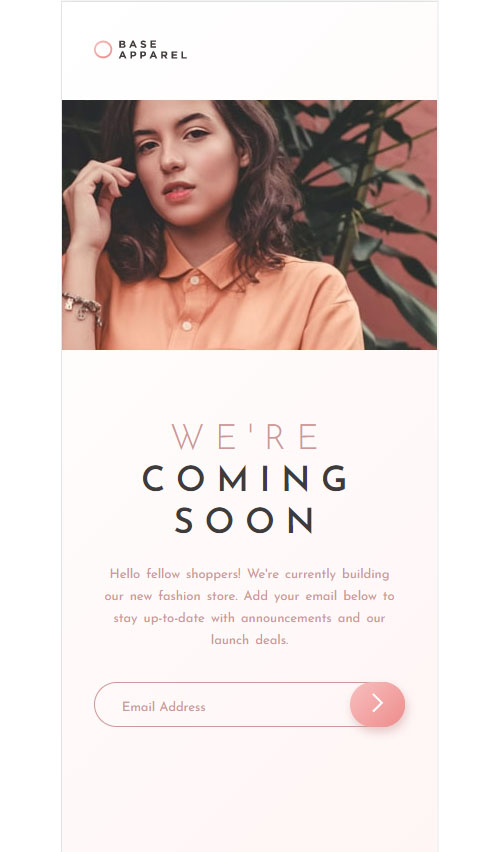 BASE
APPAREL
WE'RE
COMING
SOON
Hello fellow shoppers! We're currently building
our new fashion store. Add your email below to
stay up-to-date with announcements and our
launch deals.
Email Address